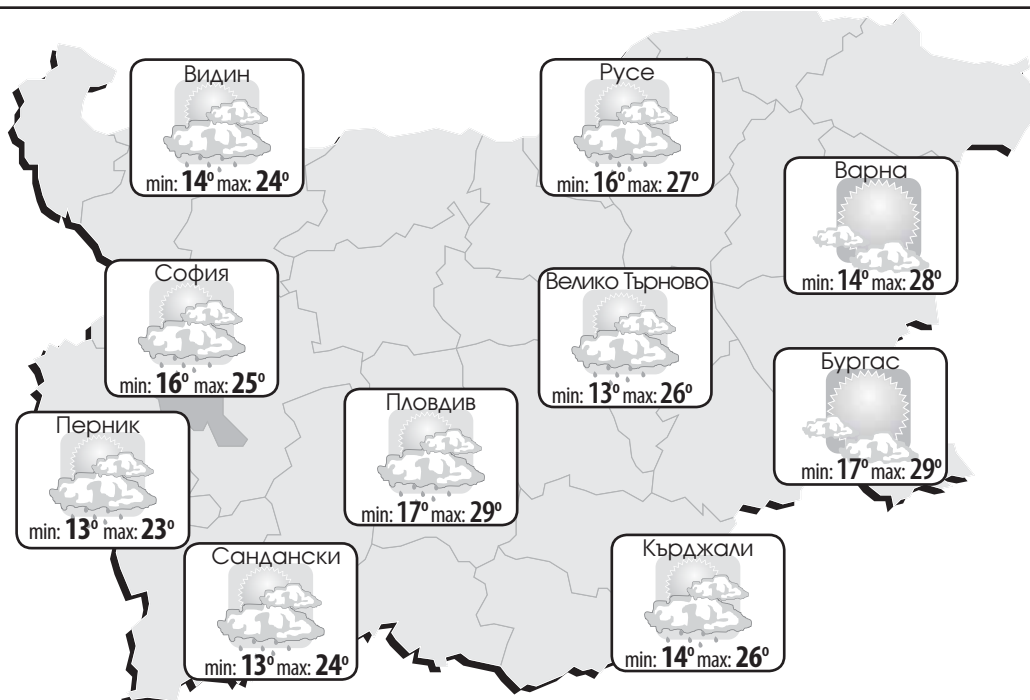 Видин
min: 14° max: 24°
Русе
min: 16° max: 27°
Варна
min: 14° max: 28°
София
min: 16° max: 25°
Велико Търново
min: 13° max: 26°
Бургас
min: 17° max: 29°
Пловдив
min: 17° max: 29°
Перник
min: 13° max: 23°
Сандански
min: 13° max: 24°
Кърджали
min: 14° max: 26°